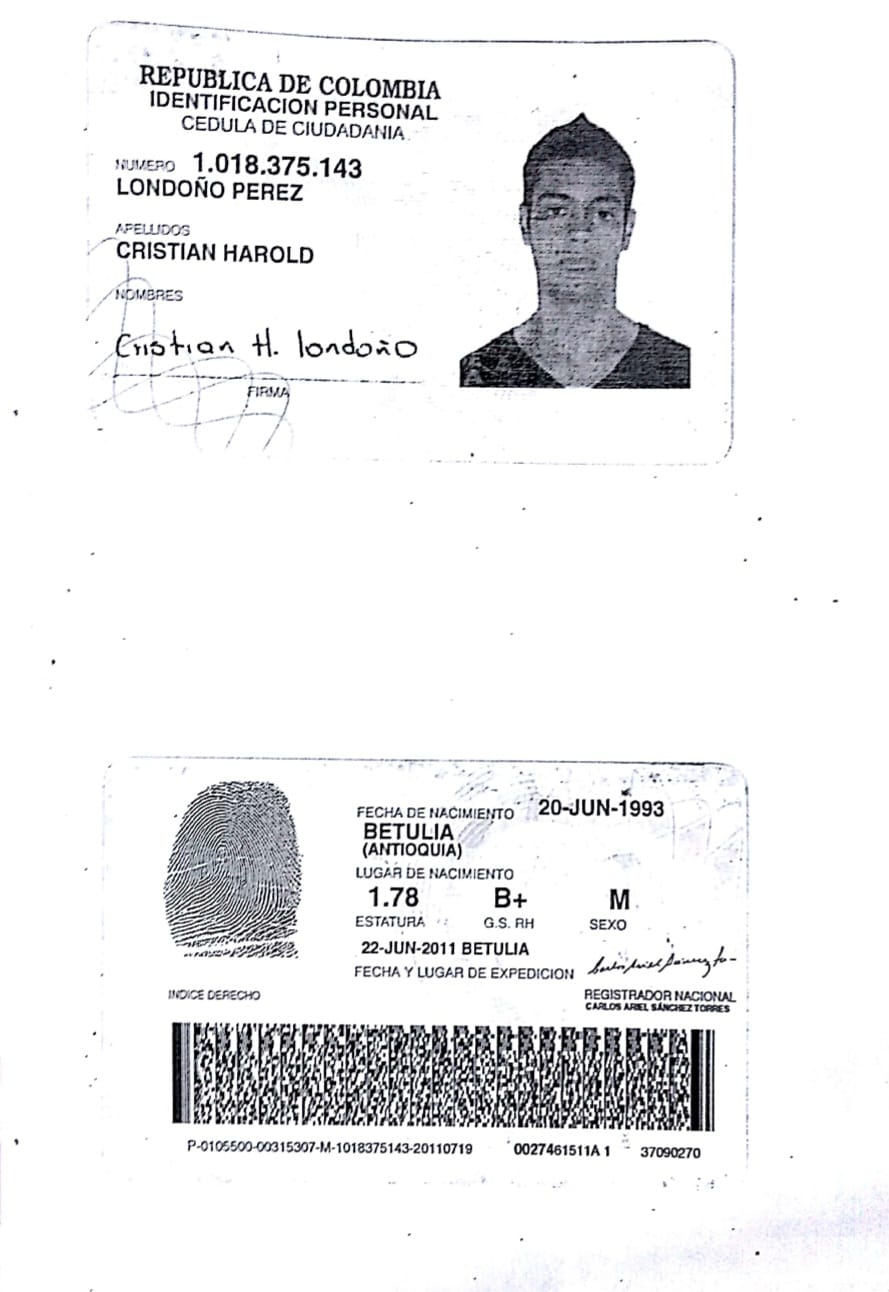 REPUBLICA DE COLOMBIA
IDENTIFICACION PERSONAL
CEDULA DE CIUDADANIA
NUMERO 1.018.375.143
LONDOÑO PEREZ
APELLIDOS
CRISTIAN HAROLD
NOMBRES
Cristian H. londoño
FIRMA
FECHA DE NACIMIENTO 20-JUN-1993
BETULIA
(ANTIOQUIA)
LUGAR DE NACIMIENTO
1.78 B+ M
ESTATURA G.S. RH SEXO
22-JUN-2011 BETULIA
FECHA Y LUGAR DE EXPEDICION
INDICE DERECHO
REGISTRADOR NACIONAL
CARLOS ARIEL SÁNCHEZ TORRES
P-0105500-00315307-M-1018375143-20110719 0027461511A 1 37090270